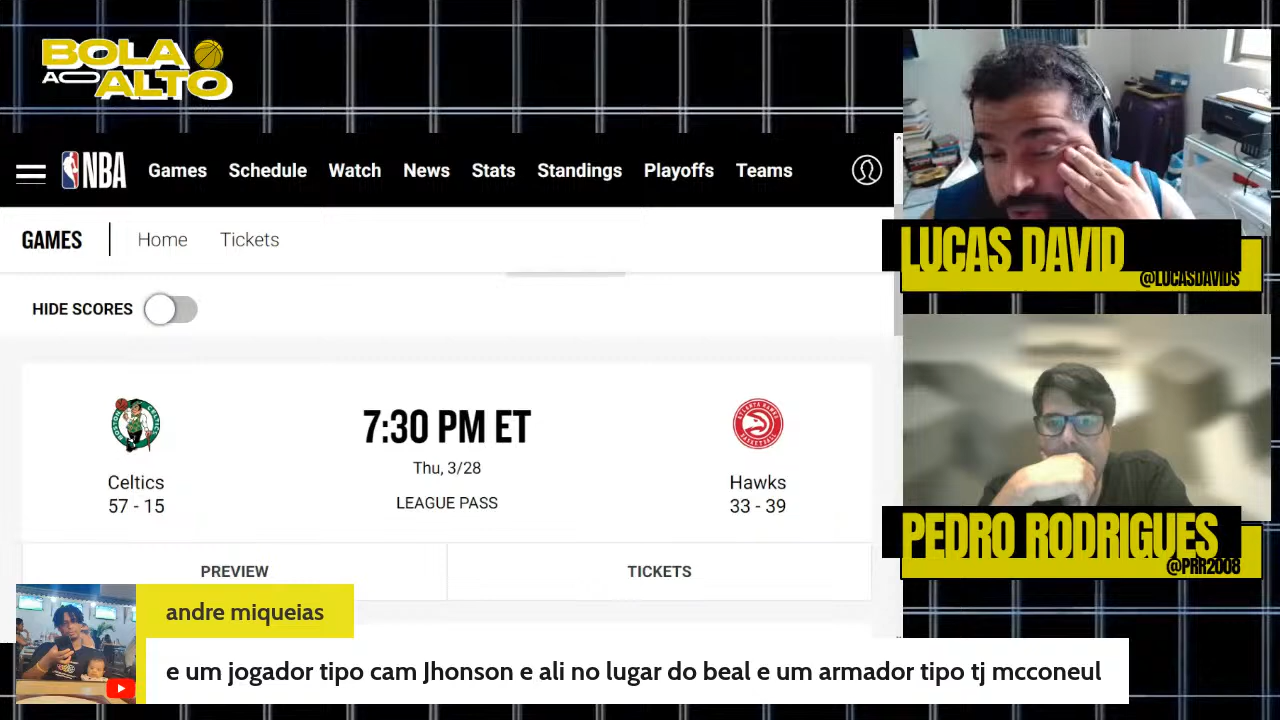 BOLA
AO ALTO
NBA Games Schedule Watch News Stats Standings Playoffs Teams
GAMES Home Tickets
HIDE SCORES
7:30 PM ET
Thu, 3/28
LEAGUE PASS
Celtics
57 - 15
Hawks
33 - 39
PREVIEW TICKETS
LUCAS DAVID
@LUCASDAVIDS
PEDRO RODRIGUES
@PRR2008
andre miqueias
e um jogador tipo cam Jhonson e ali no lugar do beal e um armador tipo tj mcconeul